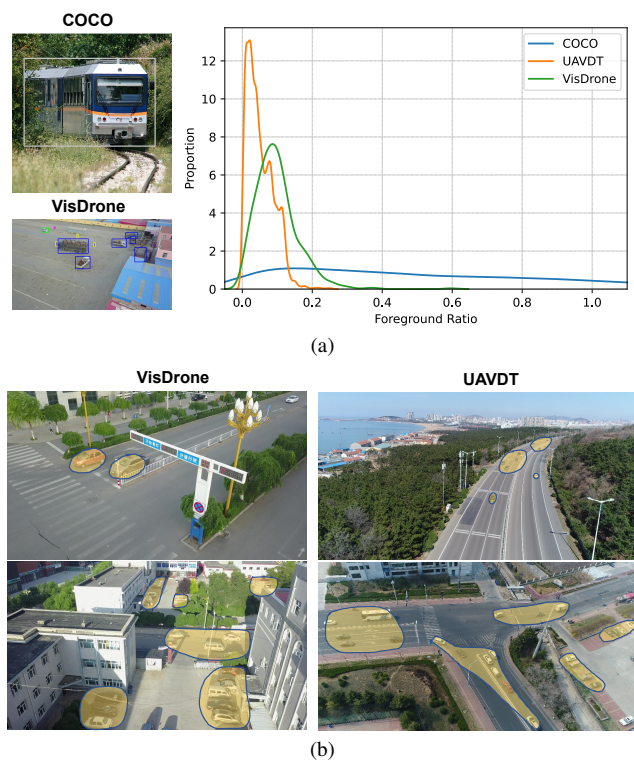 COCO
VisDrone
12
10
8
6
4
2
0
Proportion
COCO
UAVDT
VisDrone
0.0 0.2 0.4 0.6 0.8 1.0
Foreground Ratio
(a)
VisDrone
UAVDT
(b)